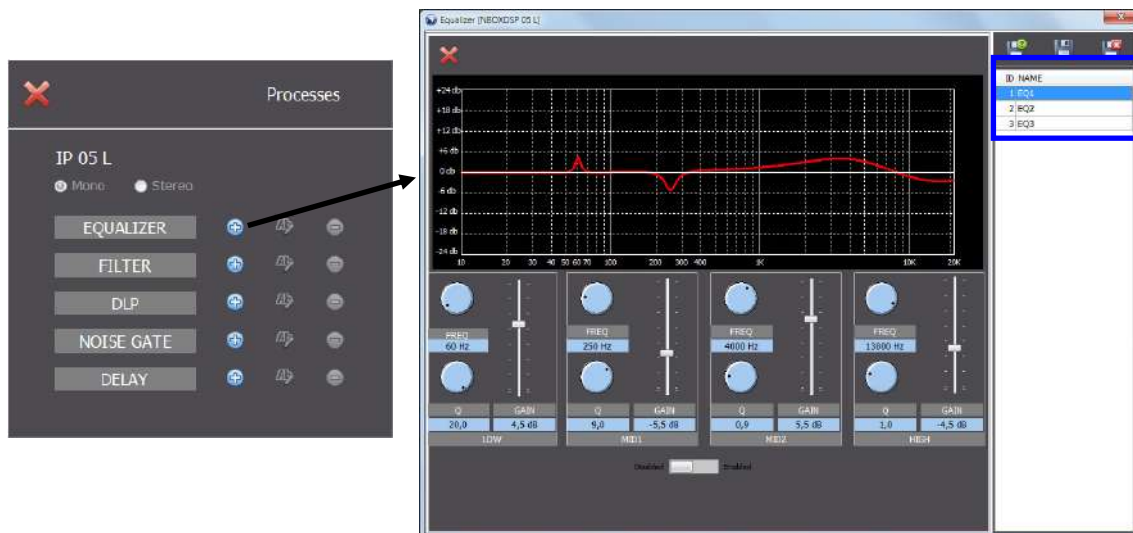 Processes
IP 05 L
Mono Stereo
EQUALIZER
FILTER
DLP
NOISE GATE
DELAY
Equalizer [NBOXDSP 05 L]
ID NAME
1 EQ1
2 EQ2
3 EQ3
+24 db
+18 db
+12 db
+6 db
0 db
-6 db
-12 db
-18 db
-24 db
10 20 30 40 50 60 70 100 200 300 400 1K 10K 20K
FREQ FREQ FREQ FREQ
60 Hz 250 Hz 4000 Hz 13000 Hz
Q GAIN Q GAIN Q GAIN Q GAIN
20,0 4,5 dB 9,0 -5,5 dB 0,9 5,5 dB 1,0 -4,5 dB
LOW MID1 MID2 HIGH
Disabled Enabled